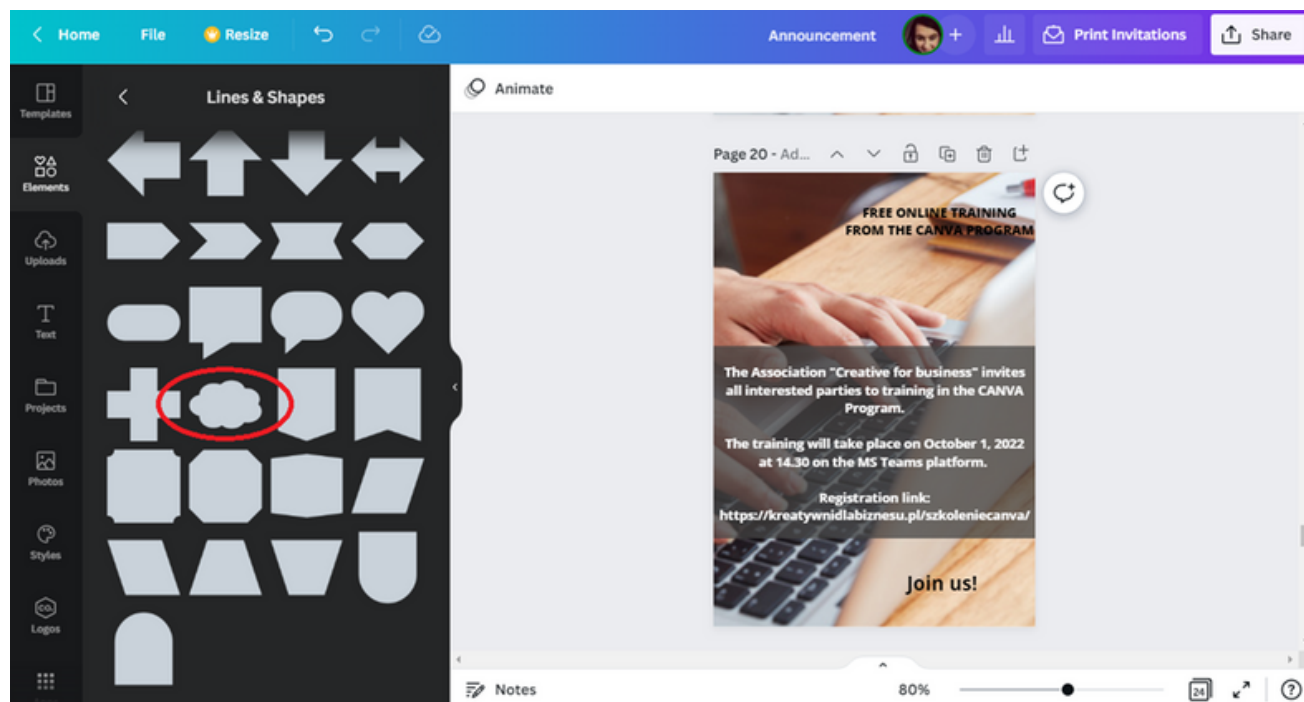 Home File Resize Announcement + Print Invitations Share
Templates
Elements
Uploads
Text
Projects
Photos
Styles
CO.
Logos
Lines & Shapes
Animate
Page 20 - Ad...
FREE ONLINE TRAINING
FROM THE CANVA PROGRAM
The Association "Creative for business" invites
all interested parties to training in the CANVA
Program.
The training will take place on October 1, 2022
at 14.30 on the MS Teams platform.
Registration link:
https://kreatywnidlabiznesu.pl/szkoleniecanva/
Join us!
Notes 80% 24 ?